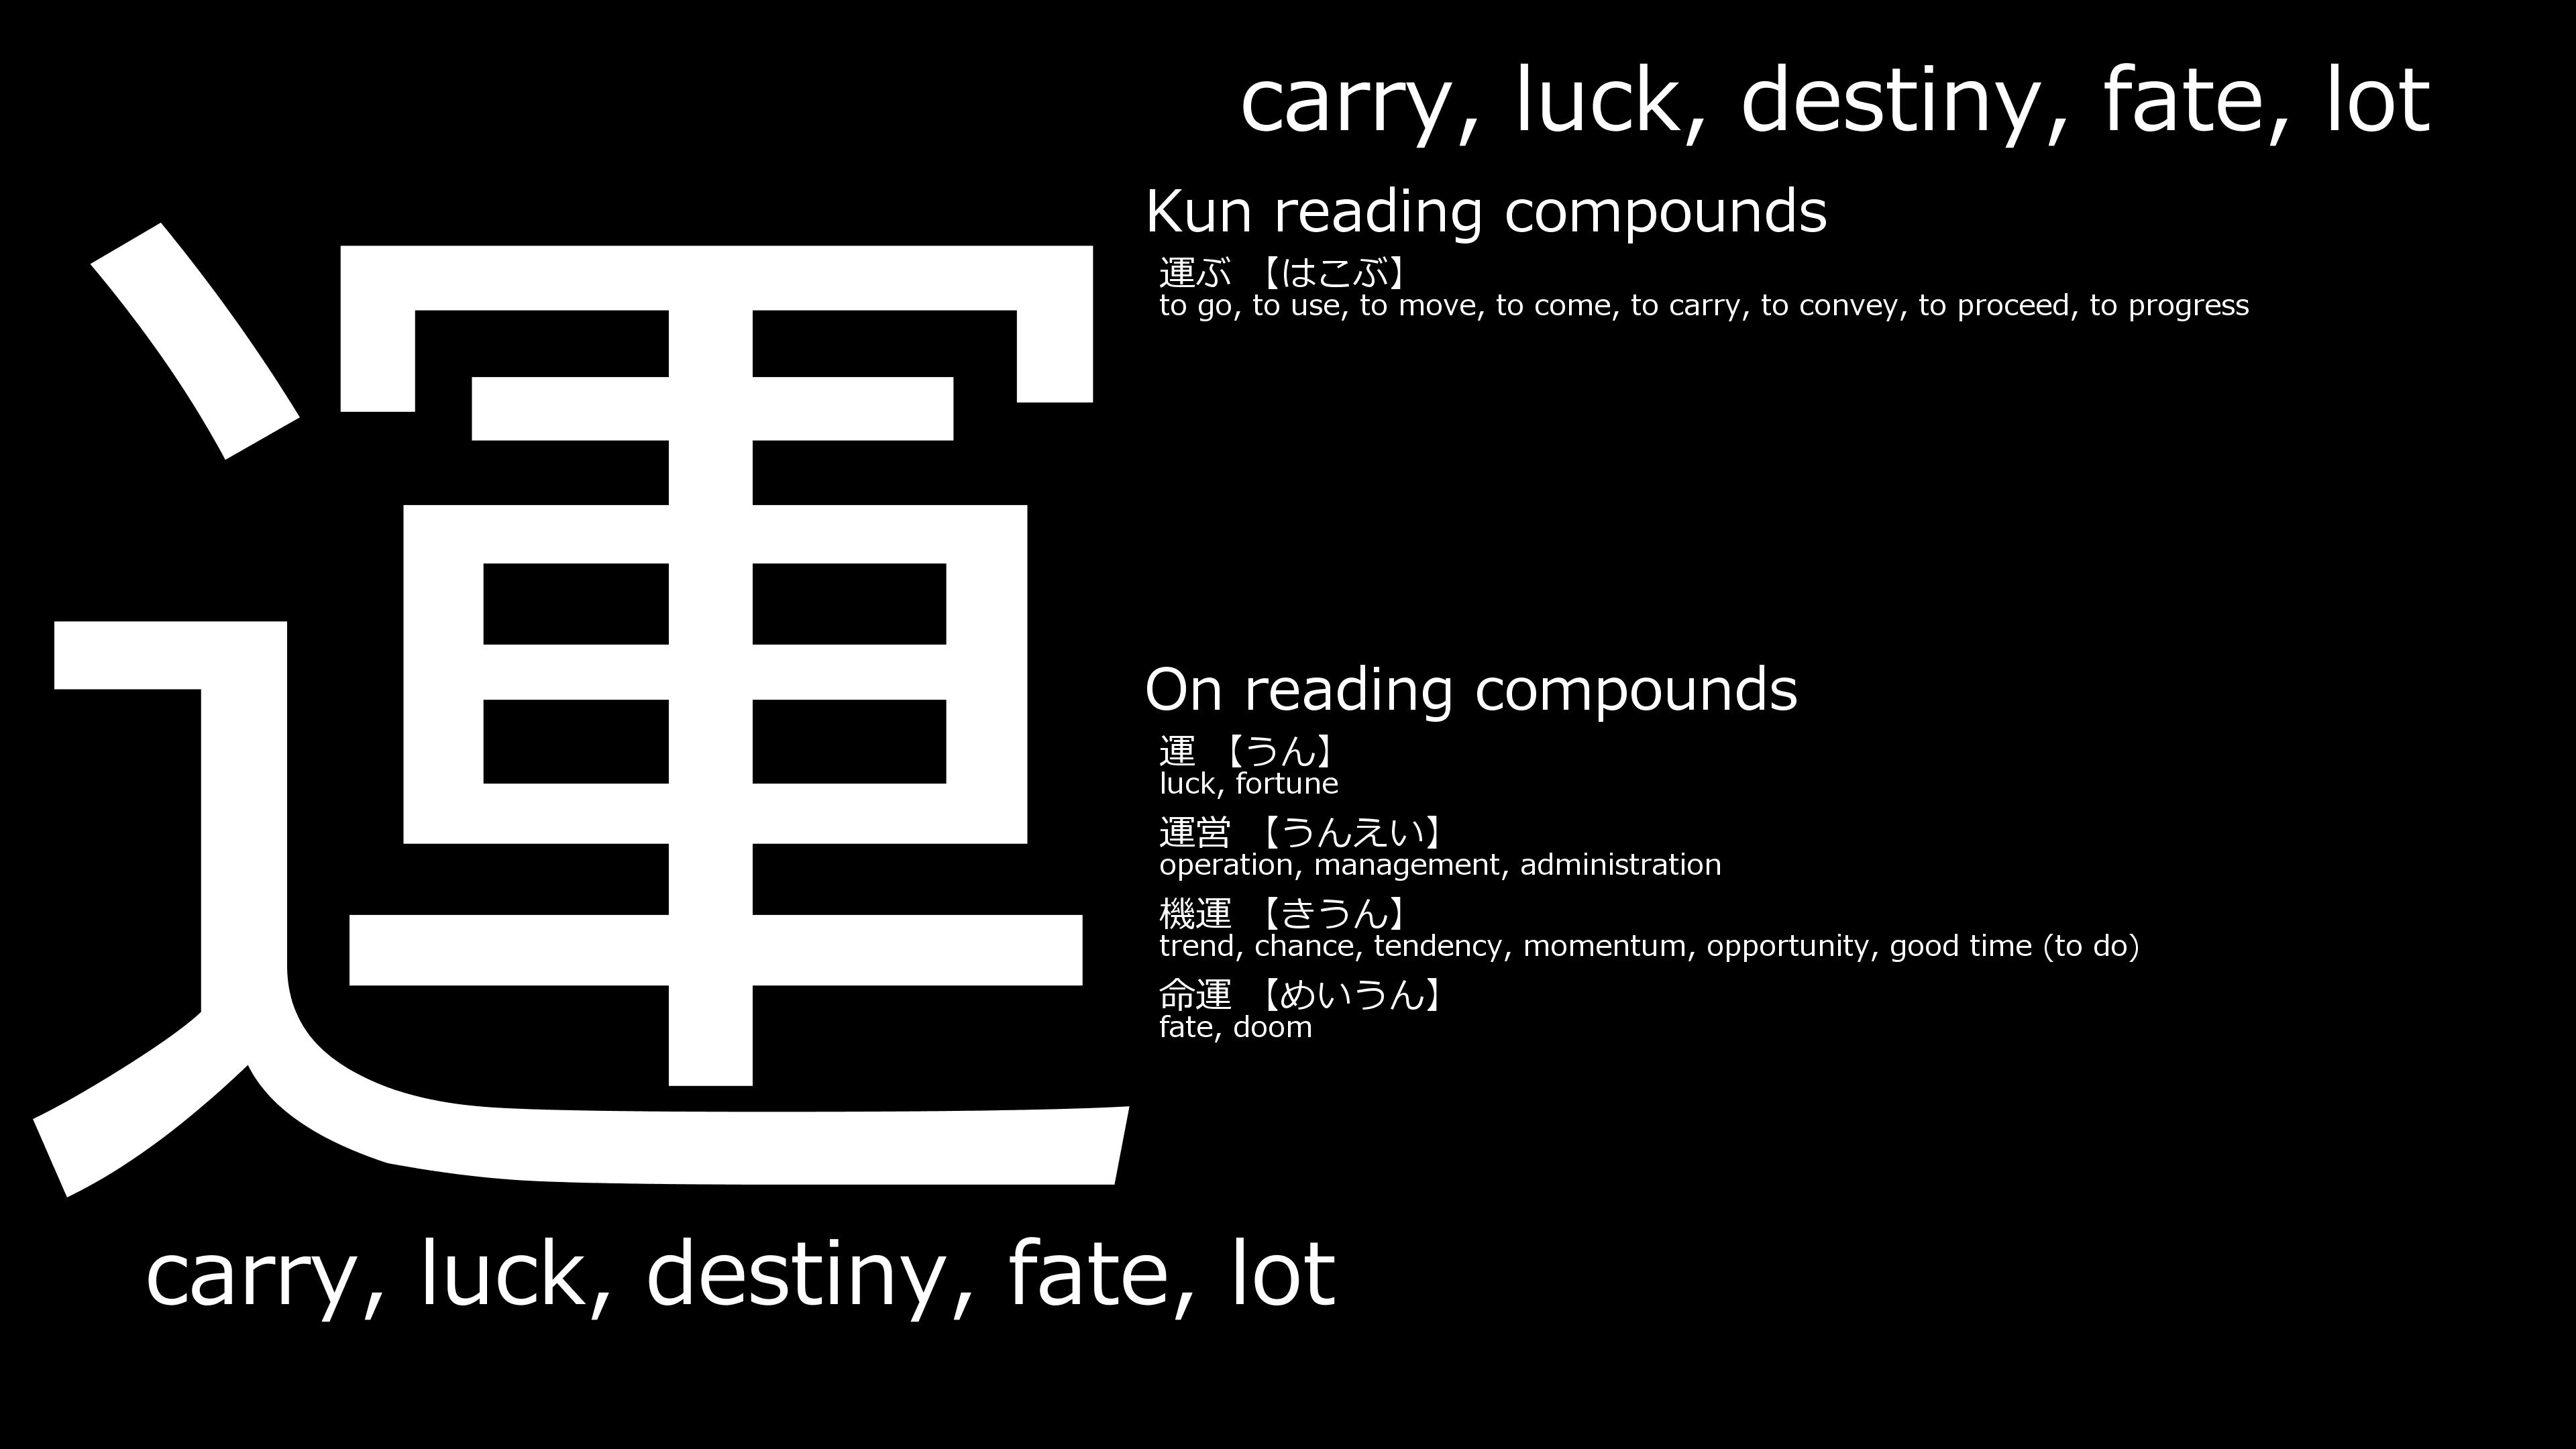 運
carry, luck, destiny, fate, lot
carry, luck, destiny, fate, lot
Kun reading compounds
運ぶ 【はこぶ】
to go, to use, to move, to come, to carry, to convey, to proceed, to progress
On reading compounds
運 【うん】
luck, fortune
運営 【うんえい】
operation, management, administration
機運 【きうん】
trend, chance, tendency, momentum, opportunity, good time (to do)
命運 【めいうん】
fate, doom